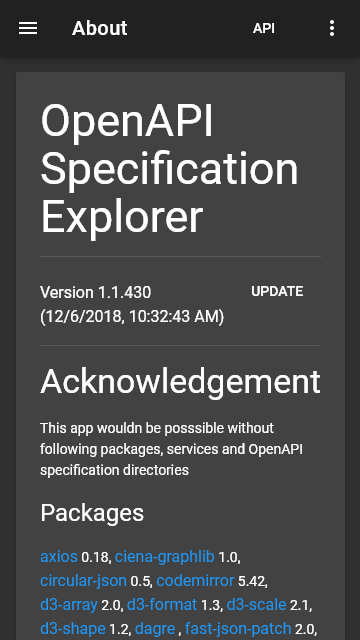 About API
OpenAPI
Specification
Explorer
Version 1.1.430 UPDATE
(12/6/2018, 10:32:43 AM)
Acknowledgement
This app wouldn be posssible without
following packages, services and OpenAPI
specification directories
Packages
axios 0.18, ciena-graphlib 1.0,
circular-json 0.5, codemirror 5.42,
d3-array 2.0, d3-format 1.3, d3-scale 2.1,
d3-shape 1.2, dagre , fast-json-patch 2.0,